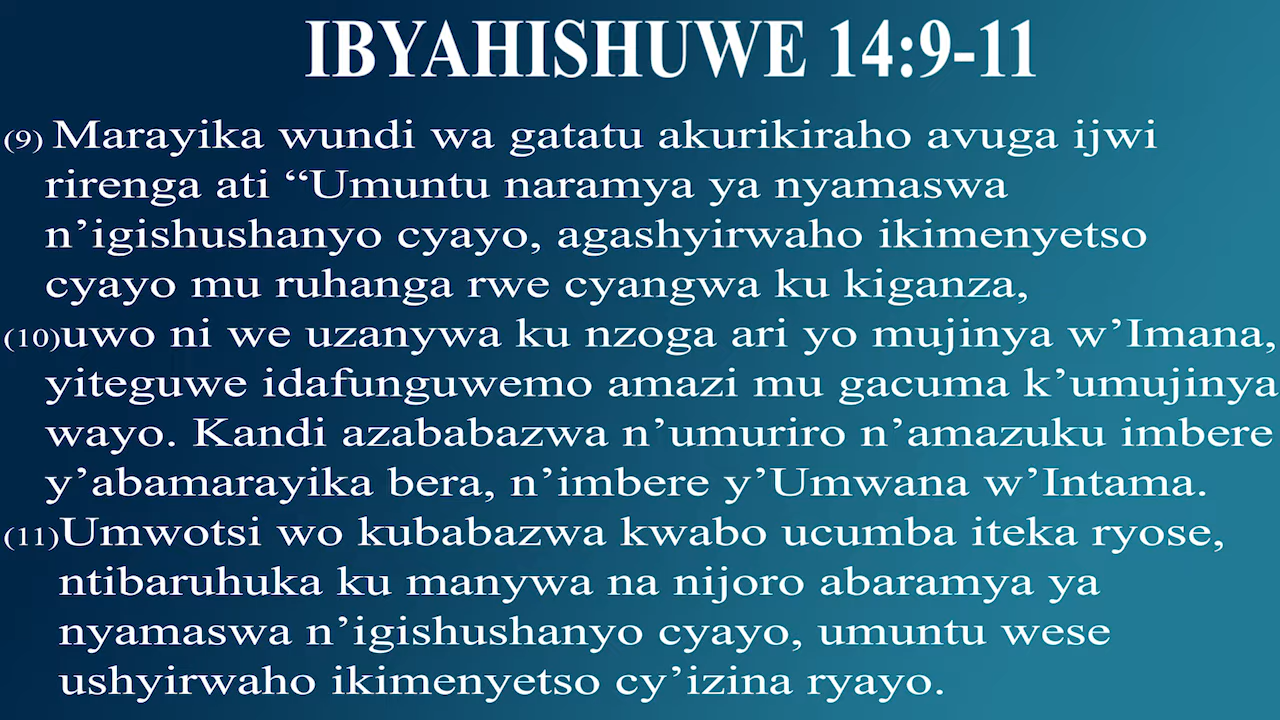 IBYAHISHUWE 14:9-11
(9) Marayika wundi wa gatatu akurikiraho avuga ijwi
rirenga ati “Umuntu naramya ya nyamaswa
n’igishushanyo cyayo, agashyirwaho ikimenyetso
cyayo mu ruhanga rwe cyangwa ku kiganza,
(10)uwo ni we uzanywa ku nzoga ari yo mujinya w’Imana,
yiteguwe idafunguwemo amazi mu gacuma k’umujinya
wayo. Kandi azababazwa n’umuriro n’amazuku imbere
y’abamarayika bera, n’imbere y’Umwana w’Intama.
(11)Umwotsi wo kubabazwa kwabo ucumba iteka ryose,
ntibaruhuka ku manywa na nijoro abaramya ya
nyamaswa n’igishushanyo cyayo, umuntu wese
ushyirwaho ikimenyetso cy’izina ryayo.